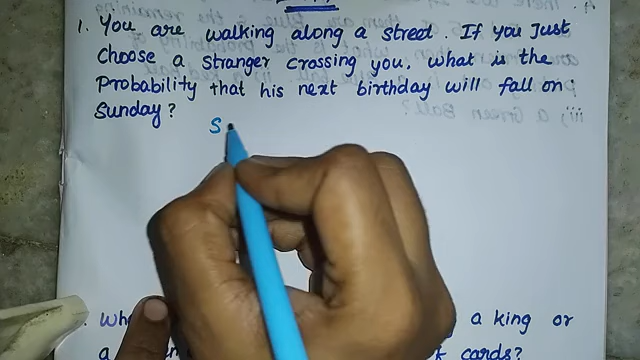 1. You are walking along a street. If you Just
Choose a stranger Crossing you, what is the
Probability that his next birthday will fall on
Sunday?
S
a king or
a cards?